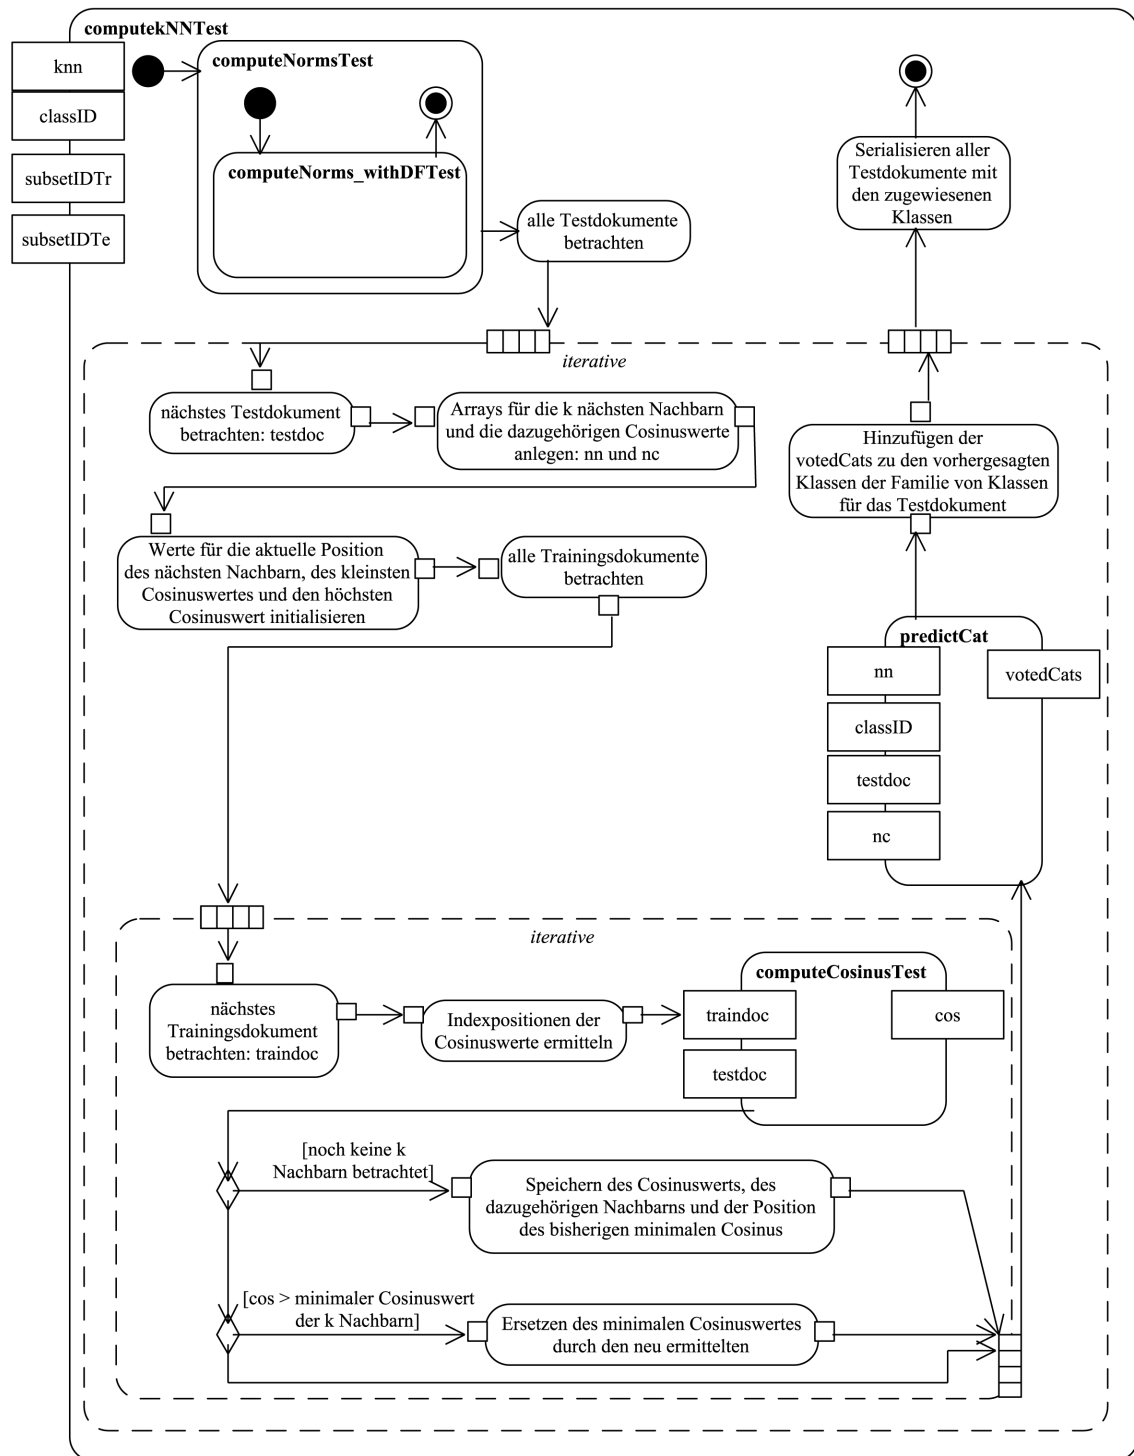 computekNNTest
knn
classID
subsetIDTr
subsetIDTe
computeNormsTest
computeNorms_withDFTest
alle Testdokumente
betrachten
Serialisieren aller
Testdokumente mit
den zugewiesenen
Klassen
iterative
nächstes Testdokument
betrachten: testdoc
Arrays für die k nächsten Nachbarn
und die dazugehörigen Cosinuswerte
anlegen: nn und nc
Hinzufügen der
votedCats zu den vorhergesagten
Klassen der Familie von Klassen
für das Testdokument
Werte für die aktuelle Position
des nächsten Nachbarn, des kleinsten
Cosinuswertes und den höchsten
Cosinuswert initialisieren
alle Trainingsdokumente
betrachten
predictCat
nn
classID
testdoc
nc
votedCats
iterative
nächstes
Trainingsdokument
betrachten: traindoc
Indexpositionen der
Cosinuswerte ermitteln
computeCosinusTest
traindoc
testdoc
cos
[noch keine k
Nachbarn betrachtet]
Speichern des Cosinuswerts, des
dazugehörigen Nachbarns und der Position
des bisherigen minimalen Cosinus
[cos > minimaler Cosinuswert
der k Nachbarn]
Ersetzen des minimalen Cosinuswertes
durch den neu ermittelten